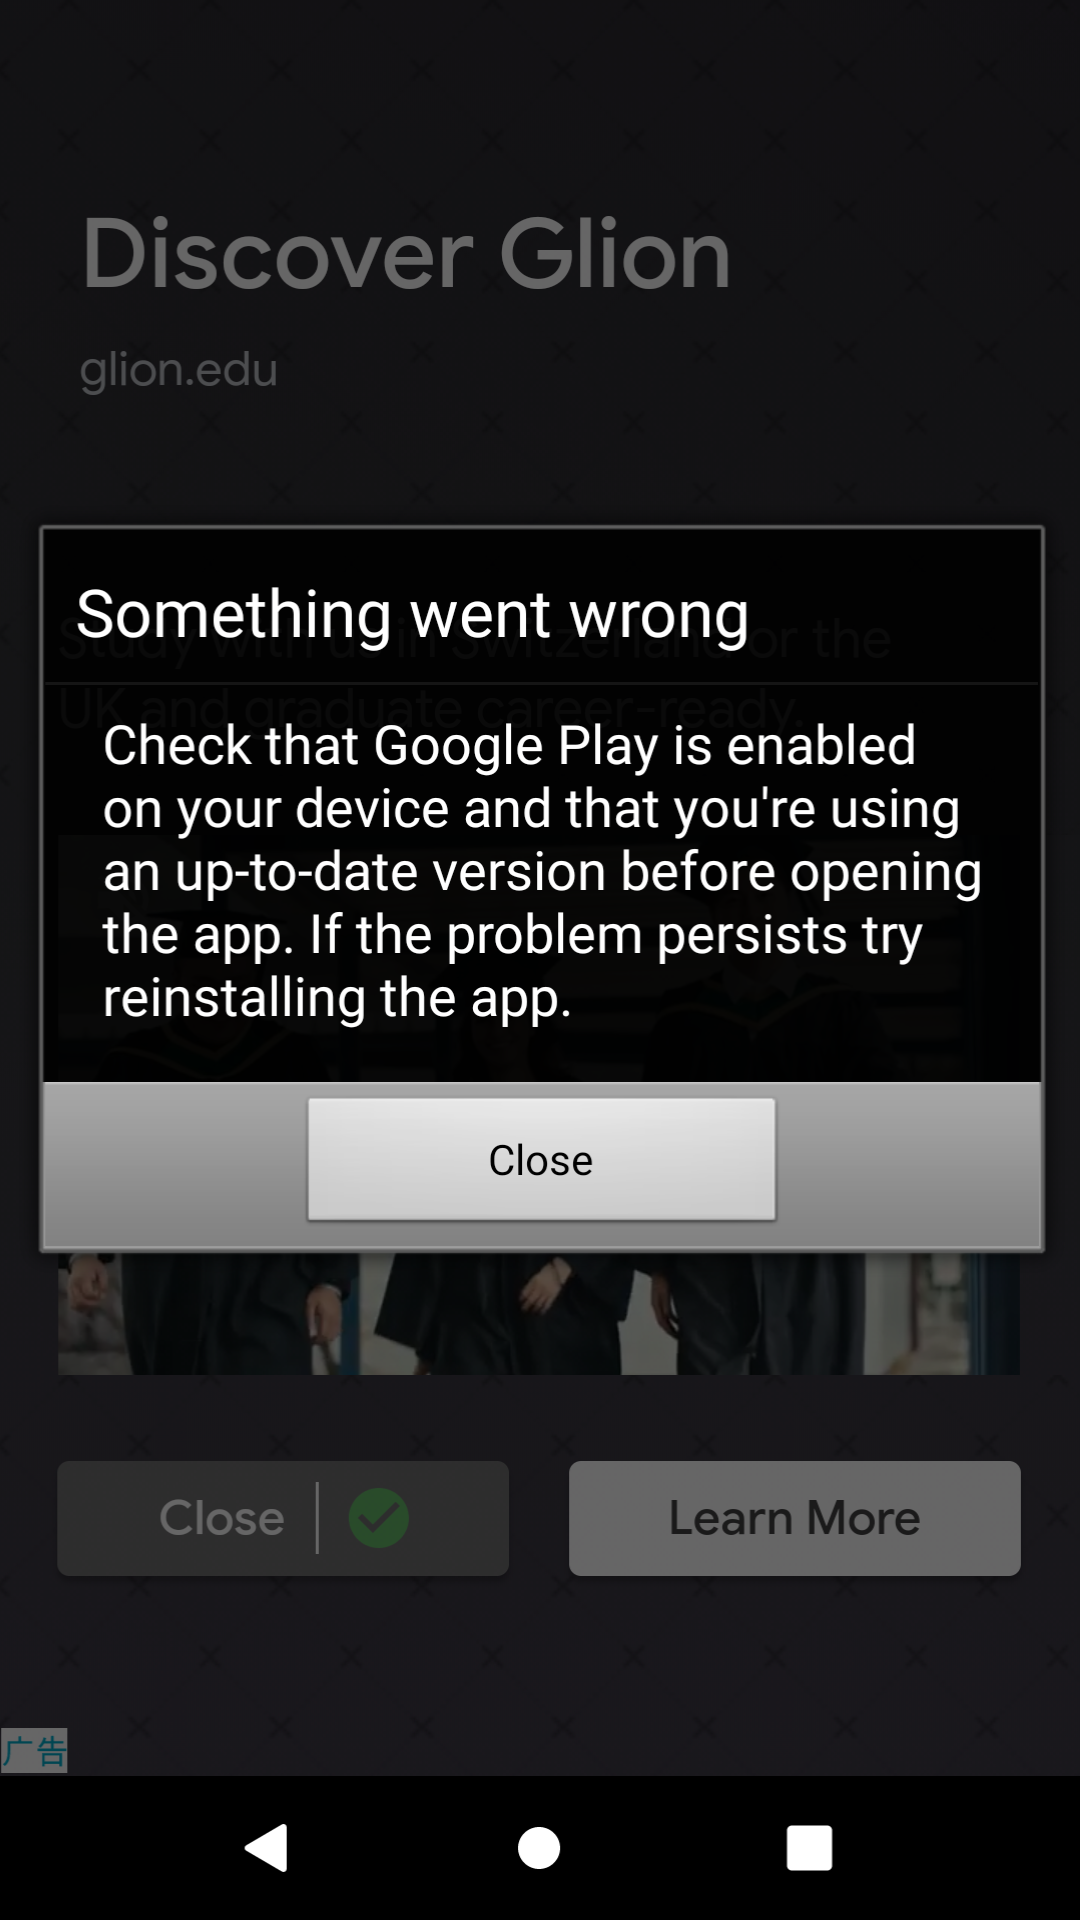 Discover Glion
glion.edu
Something went wrong
Study with us in Switzerland or the
UK and graduate career-ready.
Check that Google Play is enabled
on your device and that you're using
an up-to-date version before opening
the app. If the problem persists try
reinstalling the app.
Close
Close
Learn More
广告